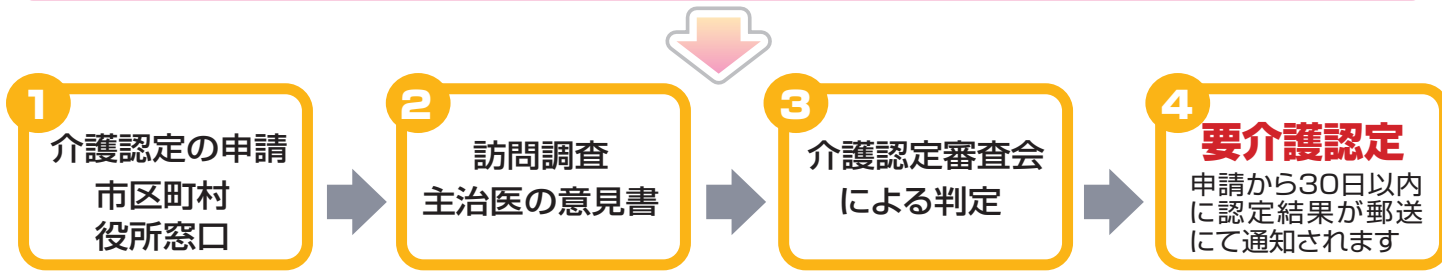 1
介護認定の申請
市区町村
役所窓口
2
訪問調査
主治医の意見書
3
介護認定審査会
による判定
4
要介護認定
申請から30日以内
に認定結果が郵送
にて通知されます